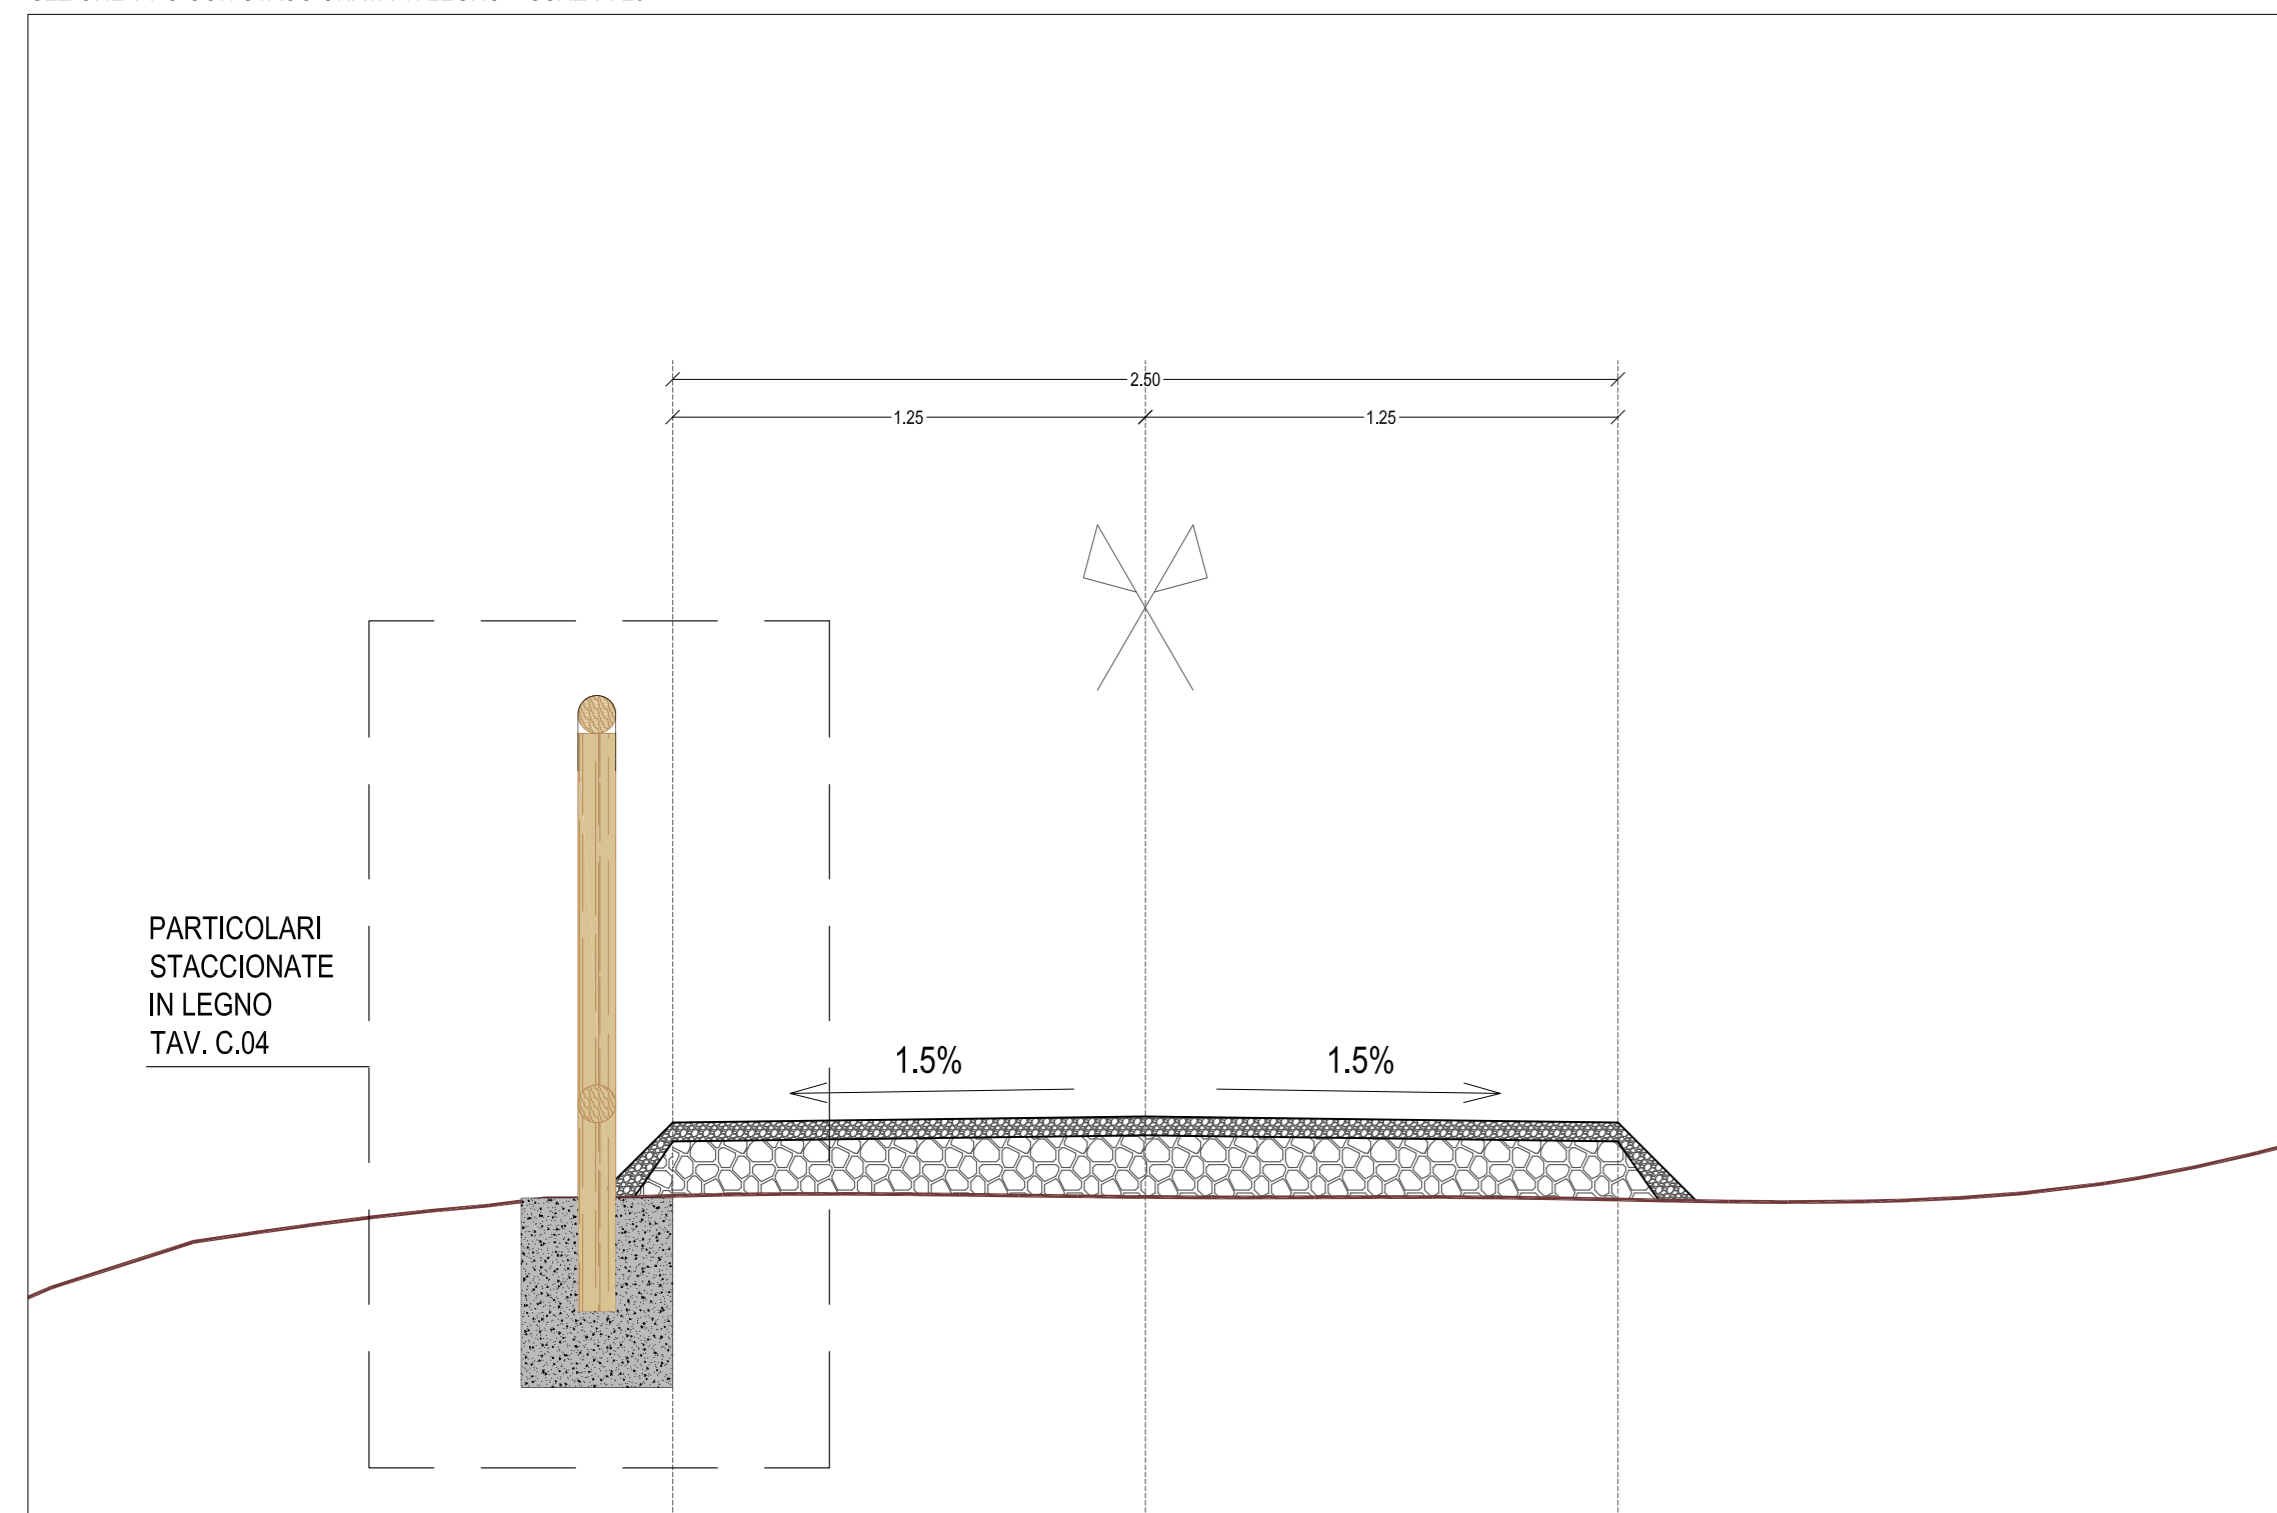 2.50
1.25
1.25
PARTICOLARI
STACCIONATE
IN LEGNO
TAV. C.04
1.5%
1.5%